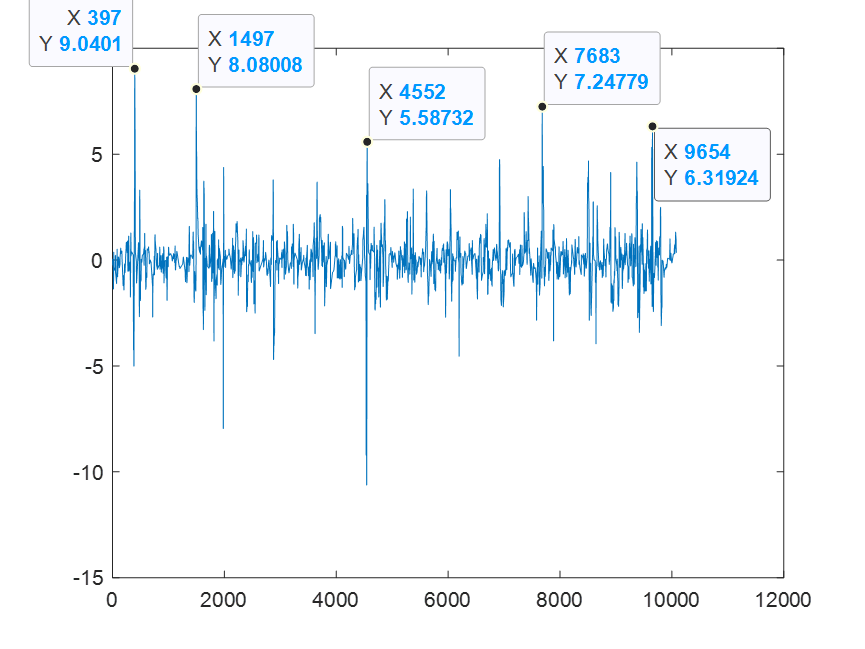 X 397
Y 9.0401
X 1497
Y 8.08008
X 4552
Y 5.58732
X 7683
Y 7.24779
X 9654
Y 6.31924
5
0
-5
-10
-15
0 2000 4000 6000 8000 10000 12000